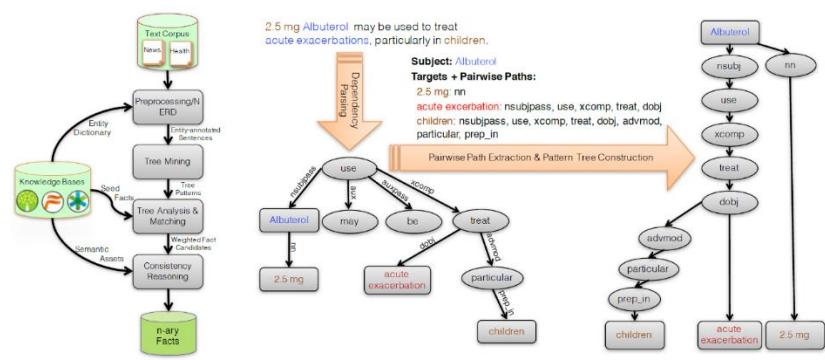 Text Corpus
News
Health
Preprocessing/N
ERD
Entity
Dictionary
Entity-annotated
Sentences
Tree Mining
Knowledge Bases
Seed
Facts
Tree
Patterns
Tree Analysis &
Matching
Semantic
Assets
Weighted Fact
Candidates
Consistency
Reasoning
n-ary
Facts
2.5 mg Albuterol may be used to treat
acute exacerbations, particularly in children.
Dependency
Parsing
Subject: Albuterol
Targets + Pairwise Paths:
2.5 mg: nn
acute excerbation: nsubjpass, use, xcomp, treat, dobj
children: nsubjpass, use, xcomp, treat, dobj, advmod,
particular, prep_in
Pairwise Path Extraction & Pattern Tree Construction
use
nsubjpass
aux
auxpass
xcomp
Albuterol
may
be
treat
nn
dobj
advmod
2.5 mg
acute
exacerbation
particular
prep_in
children
Albuterol
nsubj
nn
use
xcomp
treat
dobj
advmod
particular
prep_in
children
acute
exacerbation
2.5 mg